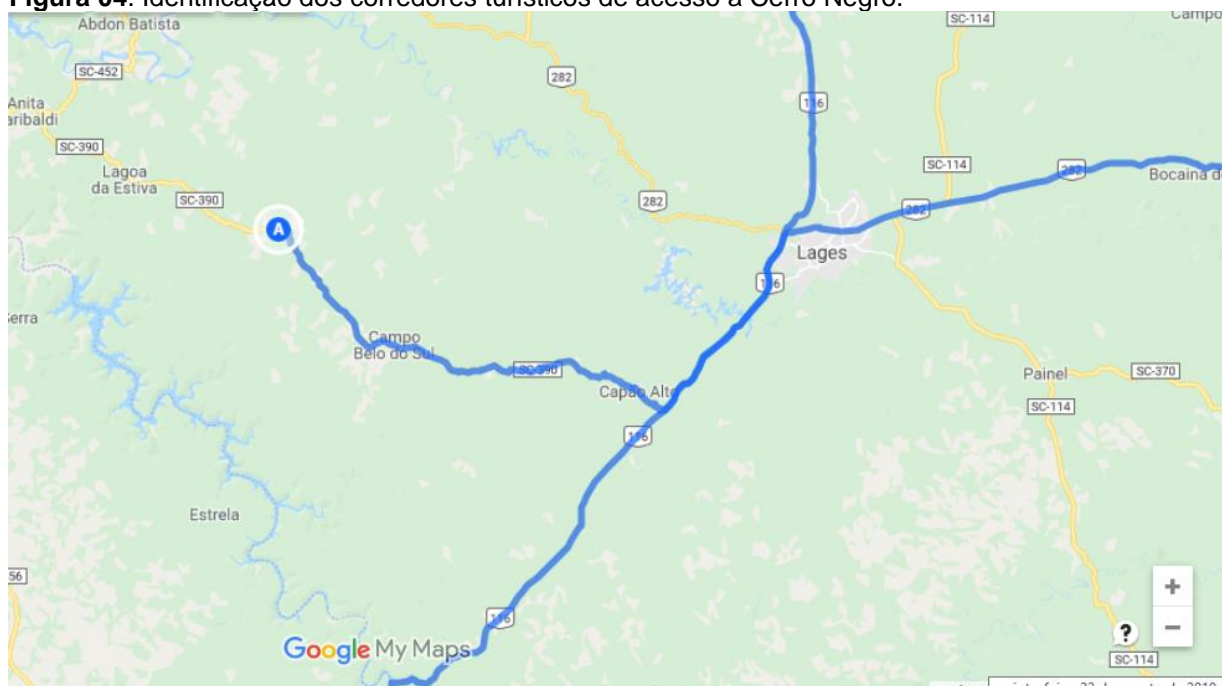 Figura 04: Identificação dos corredores turísticos de acesso a Cerro Negro.
Abdon Batista
SC-114
Campo
SC-452
282
116
Anita
aribaldi
SC-390
SC-114
Lagoa
da Estiva
282
Bocaina d
SC-390
282
282
A
Lages
116
erra
Campo
Belo do Sul
SC-390
Painel
SC-370
Capão Alto
SC-114
116
Estrela
56
+
116
?
−
Google My Maps
SC-114